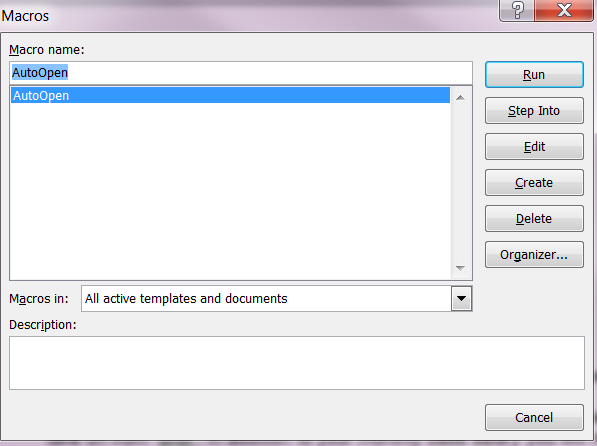 Macros
?
X
Macro name:
AutoOpen
AutoOpen
Run
Step Into
Edit
Create
Delete
Organizer...
Macros in:
All active templates and documents
Description:
Cancel